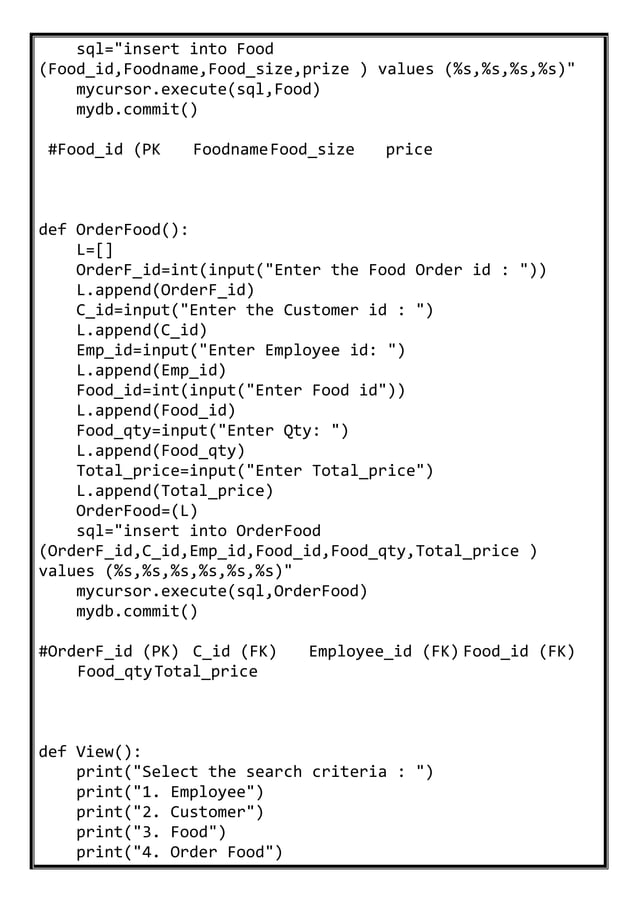 sql="insert into Food
(Food_id,Foodname,Food_size,prize ) values (%s,%s,%s,%s)"
    mycursor.execute(sql,Food)
    mydb.commit()

 #Food_id (PK    FoodnameFood_size    price

def OrderFood():
    L=[]
    OrderF_id=int(input("Enter the Food Order id : "))
    L.append(OrderF_id)
    C_id=input("Enter the Customer id : ")
    L.append(C_id)
    Emp_id=input("Enter Employee id: ")
    L.append(Emp_id)
    Food_id=int(input("Enter Food id"))
    L.append(Food_id)
    Food_qty=input("Enter Qty: ")
    L.append(Food_qty)
    Total_price=input("Enter Total_price")
    L.append(Total_price)
    OrderFood=(L)
    sql="insert into OrderFood
(OrderF_id,C_id,Emp_id,Food_id,Food_qty,Total_price )
values (%s,%s,%s,%s,%s,%s)"
    mycursor.execute(sql,OrderFood)
    mydb.commit()

#OrderF_id (PK)  C_id (FK)    Employee_id (FK) Food_id (FK)
    Food_qtyTotal_price

def View():
    print("Select the search criteria : ")
    print("1. Employee")
    print("2. Customer")
    print("3. Food")
    print("4. Order Food")